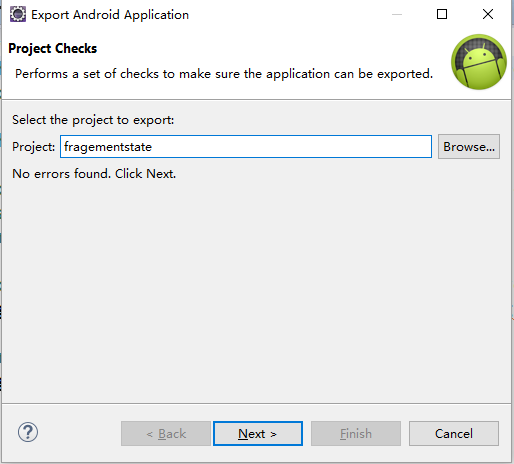 Export Android Application
Project Checks
Performs a set of checks to make sure the application can be exported.
Select the project to export:
Project: fragementstate Browse...
No errors found. Click Next.
? < Back Next > Finish Cancel